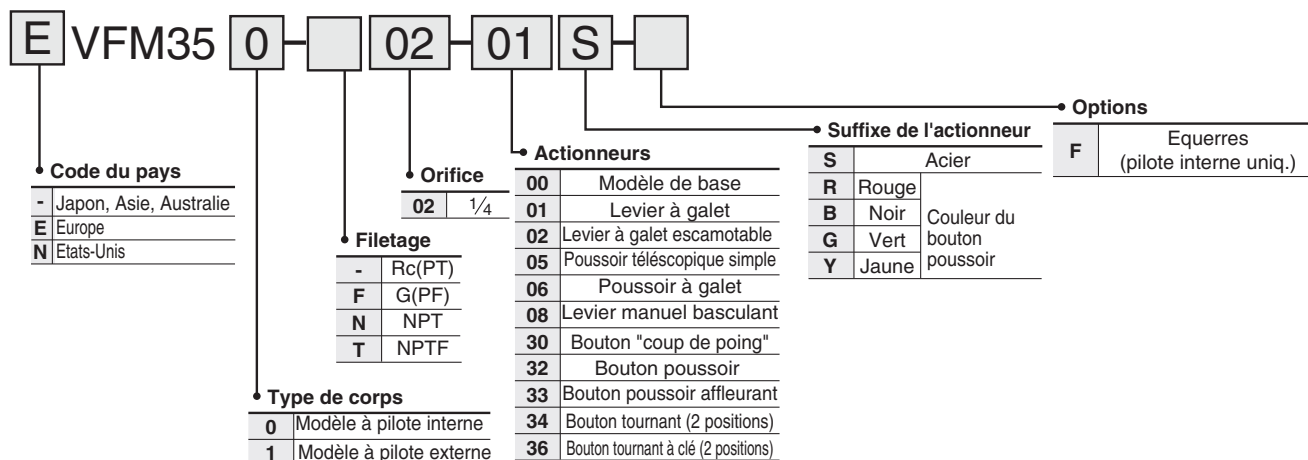 E VFM35 0 - 02 - 01 S -
Code du pays
- Japon, Asie, Australie
E Europe
N Etats-Unis
Type de corps
0 Modèle à pilote interne
1 Modèle à pilote externe
Filetage
- Rc(PT)
F G(PF)
N NPT
T NPTF
Orifice
02 1/4
Actionneurs
00 Modèle de base
01 Levier à galet
02 Levier à galet escamotable
05 Poussoir téléscopique simple
06 Poussoir à galet
08 Levier manuel basculant
30 Bouton "coup de poing"
32 Bouton poussoir
33 Bouton poussoir affleurant
34 Bouton tournant (2 positions)
36 Bouton tournant à clé (2 positions)
Suffixe de l'actionneur
S Acier
R Rouge
B Noir
G Vert
Y Jaune
Couleur du
bouton
poussoir
Options
F Equerres
(pilote interne uniq.)